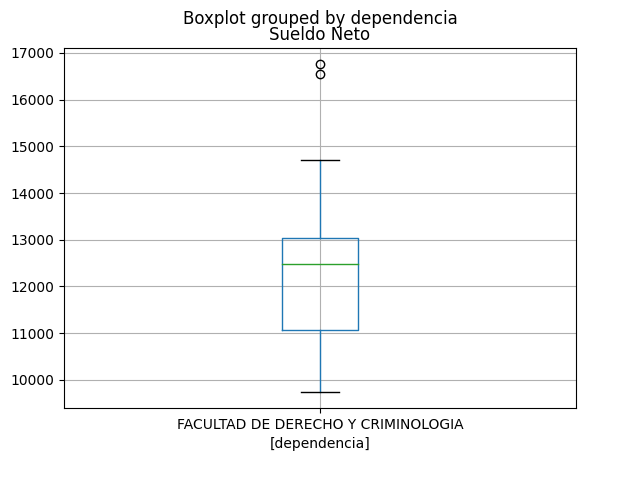 Boxplot grouped by dependencia
Sueldo Neto
17000
16000
15000
14000
13000
12000
11000
10000
FACULTAD DE DERECHO Y CRIMINOLOGIA
[dependencia]